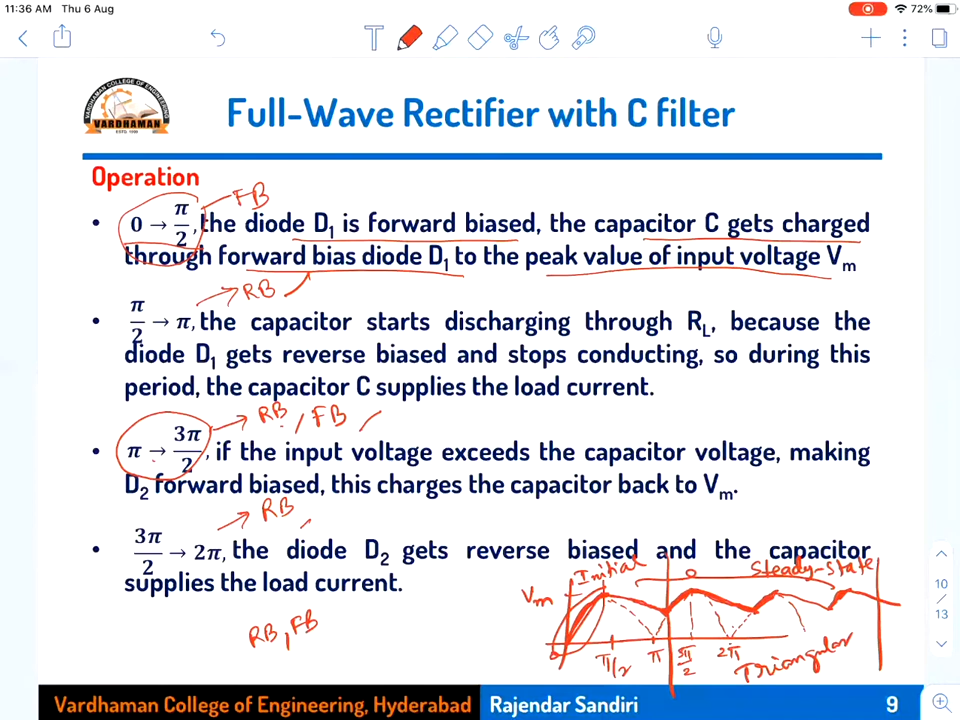 11:36 AM Thu 6 Aug
72%
VARDHAMAN COLLEGE OF ENGINEERING
VARDHAMAN
ESTD. 1999
Full-Wave Rectifier with C filter
Operation
FB
• 0 → π/2, the diode D₁ is forward biased, the capacitor C gets charged
through forward bias diode D₁ to the peak value of input voltage Vₘ
RB
• π/2 → π, the capacitor starts discharging through R_L, because the
diode D₁ gets reverse biased and stops conducting, so during this
period, the capacitor C supplies the load current.
RB / FB
• π → 3π/2, if the input voltage exceeds the capacitor voltage, making
D₂ forward biased, this charges the capacitor back to Vₘ.
RB
• 3π/2 → 2π, the diode D₂ gets reverse biased and the capacitor
supplies the load current.
Initial
Steady-state
Vm
RB, FB
π/2 π 3π/2 2π
Triangular
10
/
13
Vardhaman College of Engineering, Hyderabad
Rajendar Sandiri
9